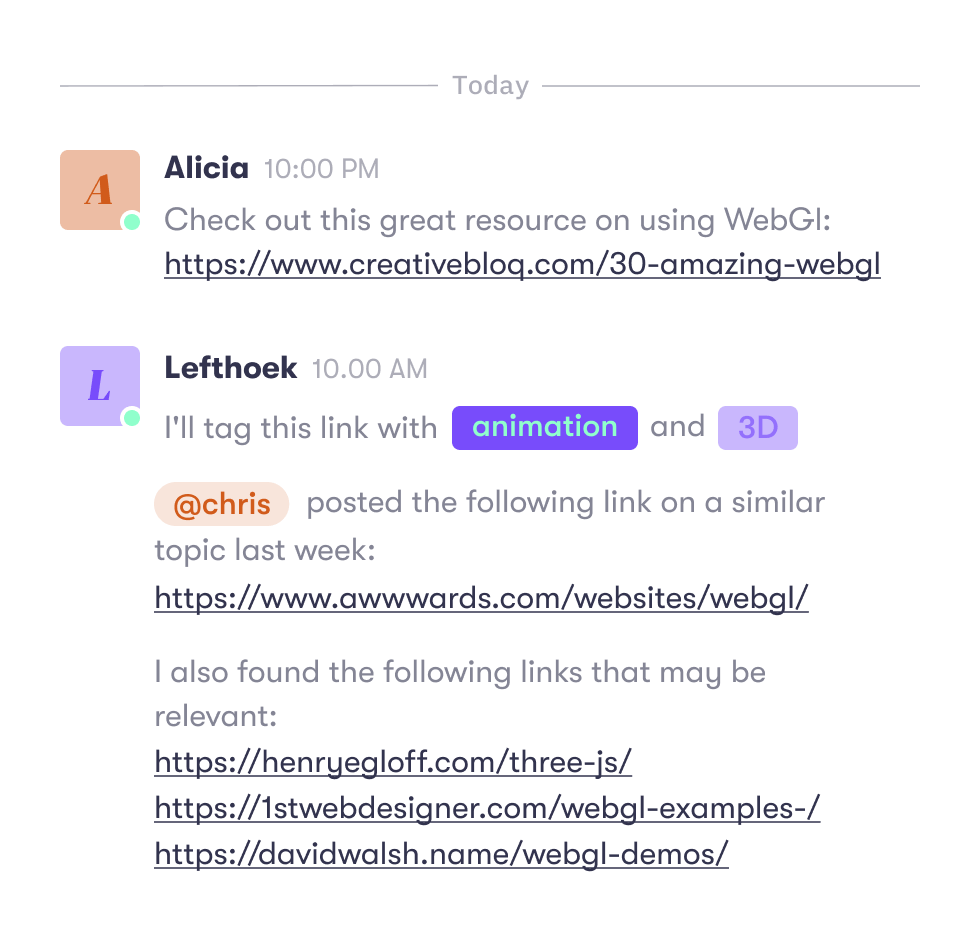 Today
A
Alicia 10:00 PM
Check out this great resource on using WebGl:
https://www.creativebloq.com/30-amazing-webgl
L
Lefthoek 10.00 AM
I'll tag this link with animation and 3D
@chris posted the following link on a similar
topic last week:
https://www.awwwards.com/websites/webgl/
I also found the following links that may be
relevant:
https://henryegloff.com/three-js/
https://1stwebdesigner.com/webgl-examples-/
https://davidwalsh.name/webgl-demos/